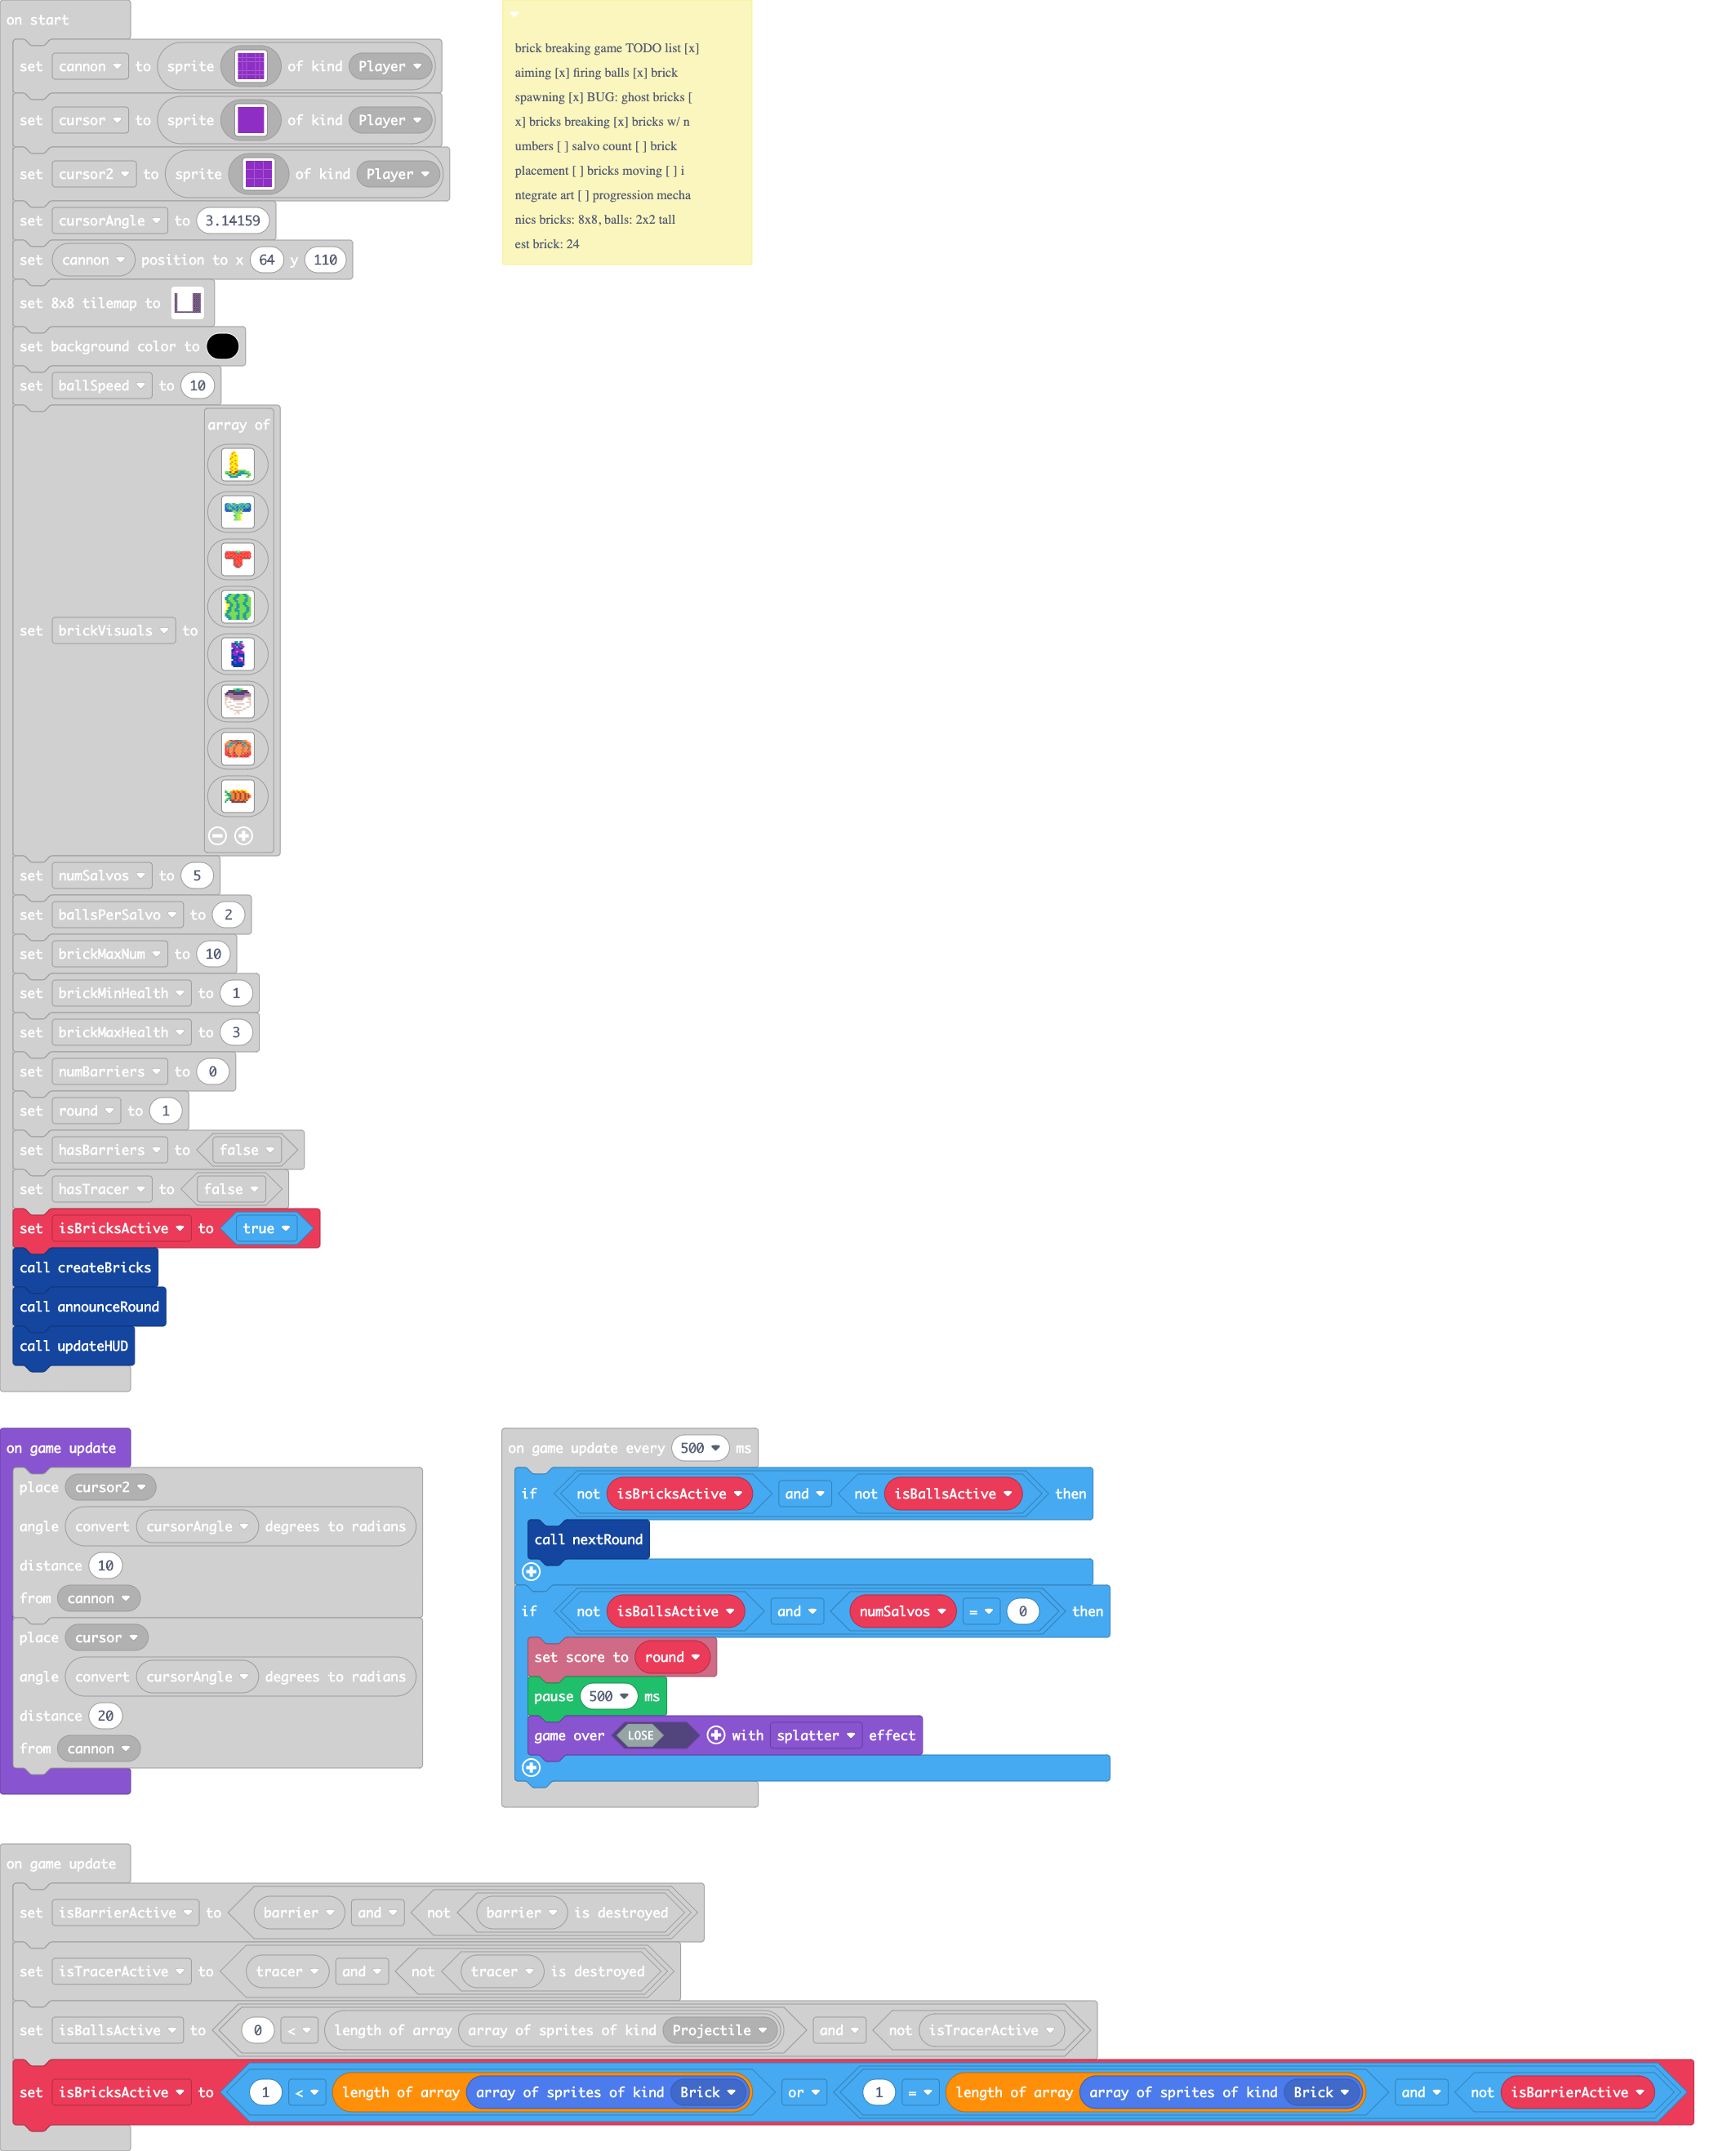 on start
set cannon to sprite of kind Player
set cursor to sprite of kind Player
set cursor2 to sprite of kind Player
set cursorAngle to 3.14159
set cannon position to x 64 y 110
set 8x8 tilemap to
set background color to
set ballSpeed to 10
set brickVisuals to array of
set numSalvos to 5
set ballsPerSalvo to 2
set brickMaxNum to 10
set brickMinHealth to 1
set brickMaxHealth to 3
set numBarriers to 0
set round to 1
set hasBarriers to false
set hasTracer to false
set isBricksActive to true
call createBricks
call announceRound
call updateHUD
brick breaking game TODO list [x]
aiming [x] firing balls [x] brick
spawning [x] BUG: ghost bricks [
x] bricks breaking [x] bricks w/ n
umbers [ ] salvo count [ ] brick
placement [ ] bricks moving [ ] i
ntegrate art [ ] progression mecha
nics bricks: 8x8, balls: 2x2 tall
est brick: 24
on game update
place cursor2
angle convert cursorAngle degrees to radians
distance 10
from cannon
place cursor
angle convert cursorAngle degrees to radians
distance 20
from cannon
on game update every 500 ms
if not isBricksActive and not isBallsActive then
call nextRound
if not isBallsActive and numSalvos = 0 then
set score to round
pause 500 ms
game over LOSE with splatter effect
on game update
set isBarrierActive to barrier and not barrier is destroyed
set isTracerActive to tracer and not tracer is destroyed
set isBallsActive to 0 < length of array array of sprites of kind Projectile and not isTracerActive
set isBricksActive to 1 < length of array array of sprites of kind Brick or 1 = length of array array of sprites of kind Brick and not isBarrierActive